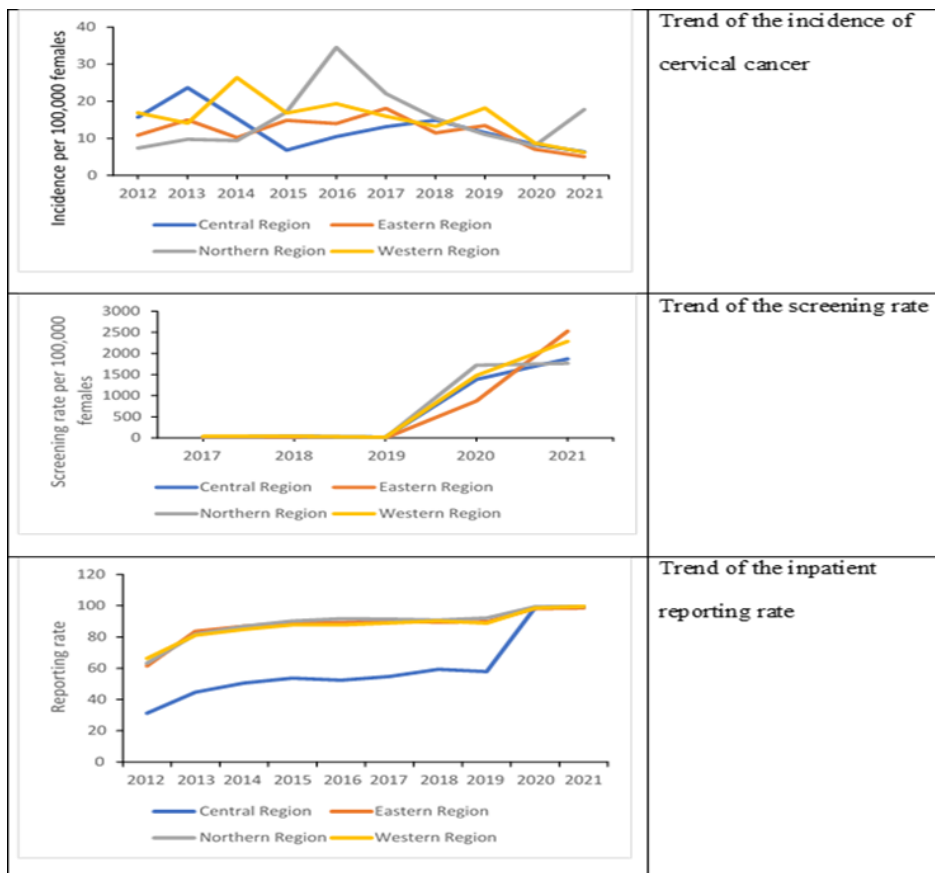 Incidence per 100,000 females
40
30
20
10
0
2012 2013 2014 2015 2016 2017 2018 2019 2020 2021
Central Region Eastern Region
Northern Region Western Region
Trend of the incidence of
cervical cancer
Screening rate per 100,000
females
3000
2500
2000
1500
1000
500
0
2017 2018 2019 2020 2021
Central Region Eastern Region
Northern Region Western Region
Trend of the screening rate
Reporting rate
120
100
80
60
40
20
0
2012 2013 2014 2015 2016 2017 2018 2019 2020 2021
Central Region Eastern Region
Northern Region Western Region
Trend of the inpatient
reporting rate